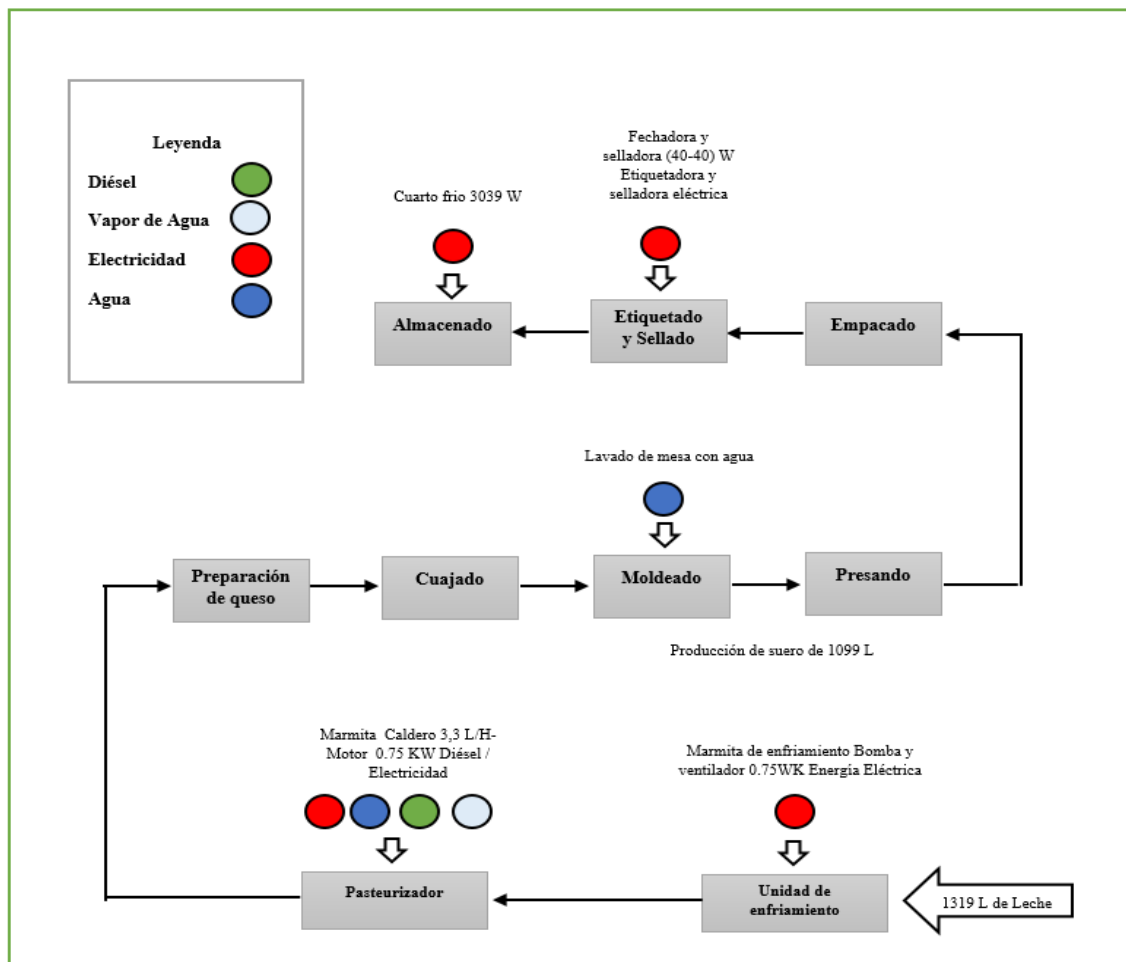 Leyenda
Diésel
Vapor de Agua
Electricidad
Agua
Fechadora y
selladora (40-40) W
Etiquetadora y
selladora eléctrica
Cuarto frio 3039 W
Almacenado
Etiquetado
y Sellado
Empacado
Lavado de mesa con agua
Preparación
de queso
Cuajado
Moldeado
Presando
Producción de suero de 1099 L
Marmita Caldero 3,3 L/H-
Motor 0.75 KW Diésel /
Electricidad
Marmita de enfriamiento Bomba y
ventilador 0.75WK Energía Eléctrica
Pasteurizador
Unidad de
enfriamiento
1319 L de Leche